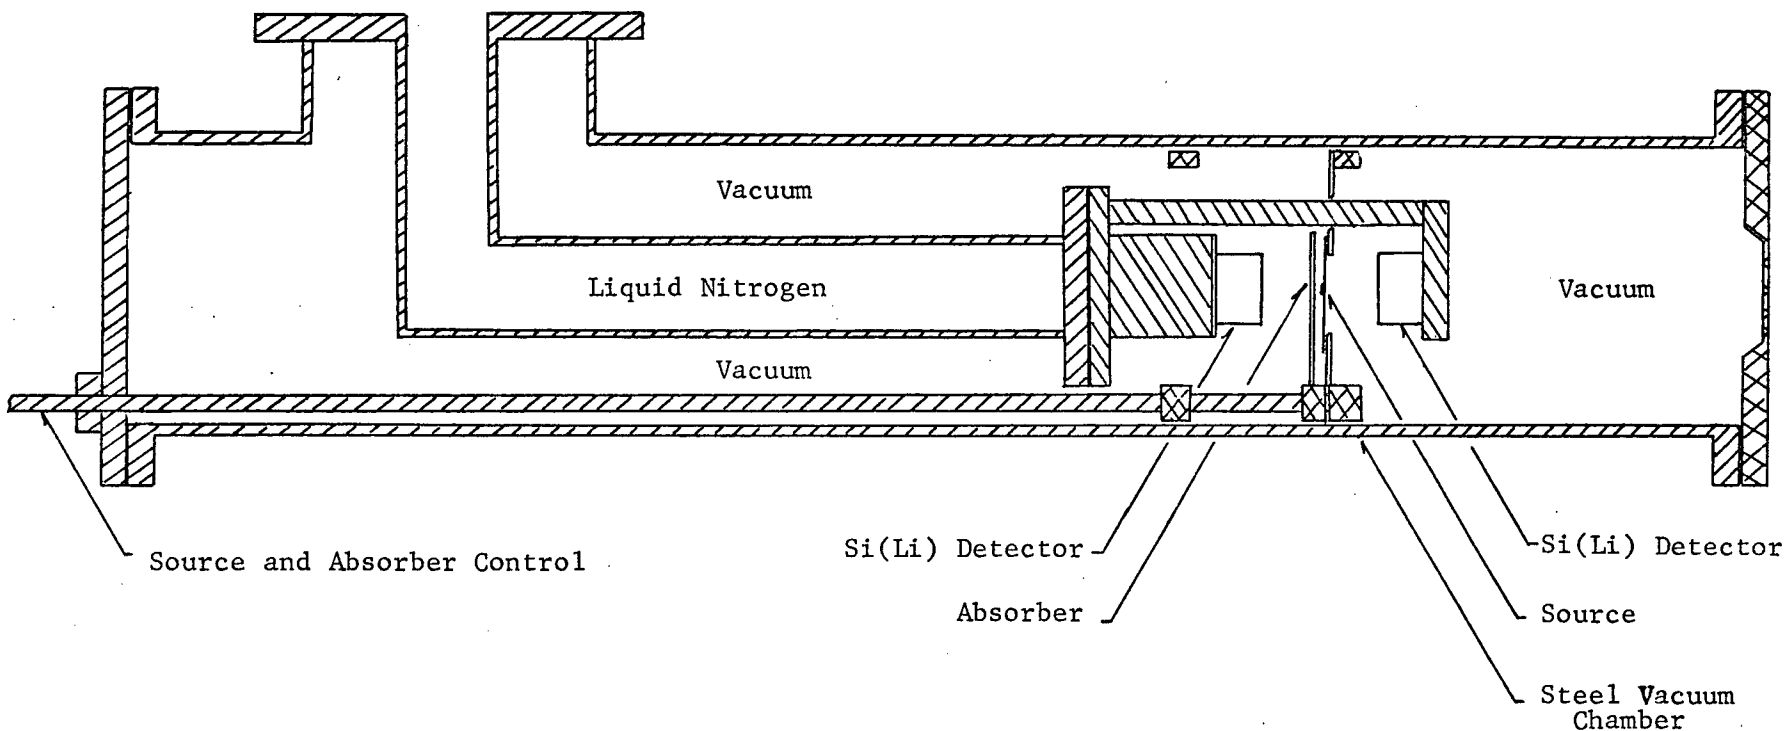 Vacuum
Liquid Nitrogen
Vacuum
Vacuum
Source and Absorber Control
Si(Li) Detector
Absorber
Si(Li) Detector
Source
Steel Vacuum
Chamber